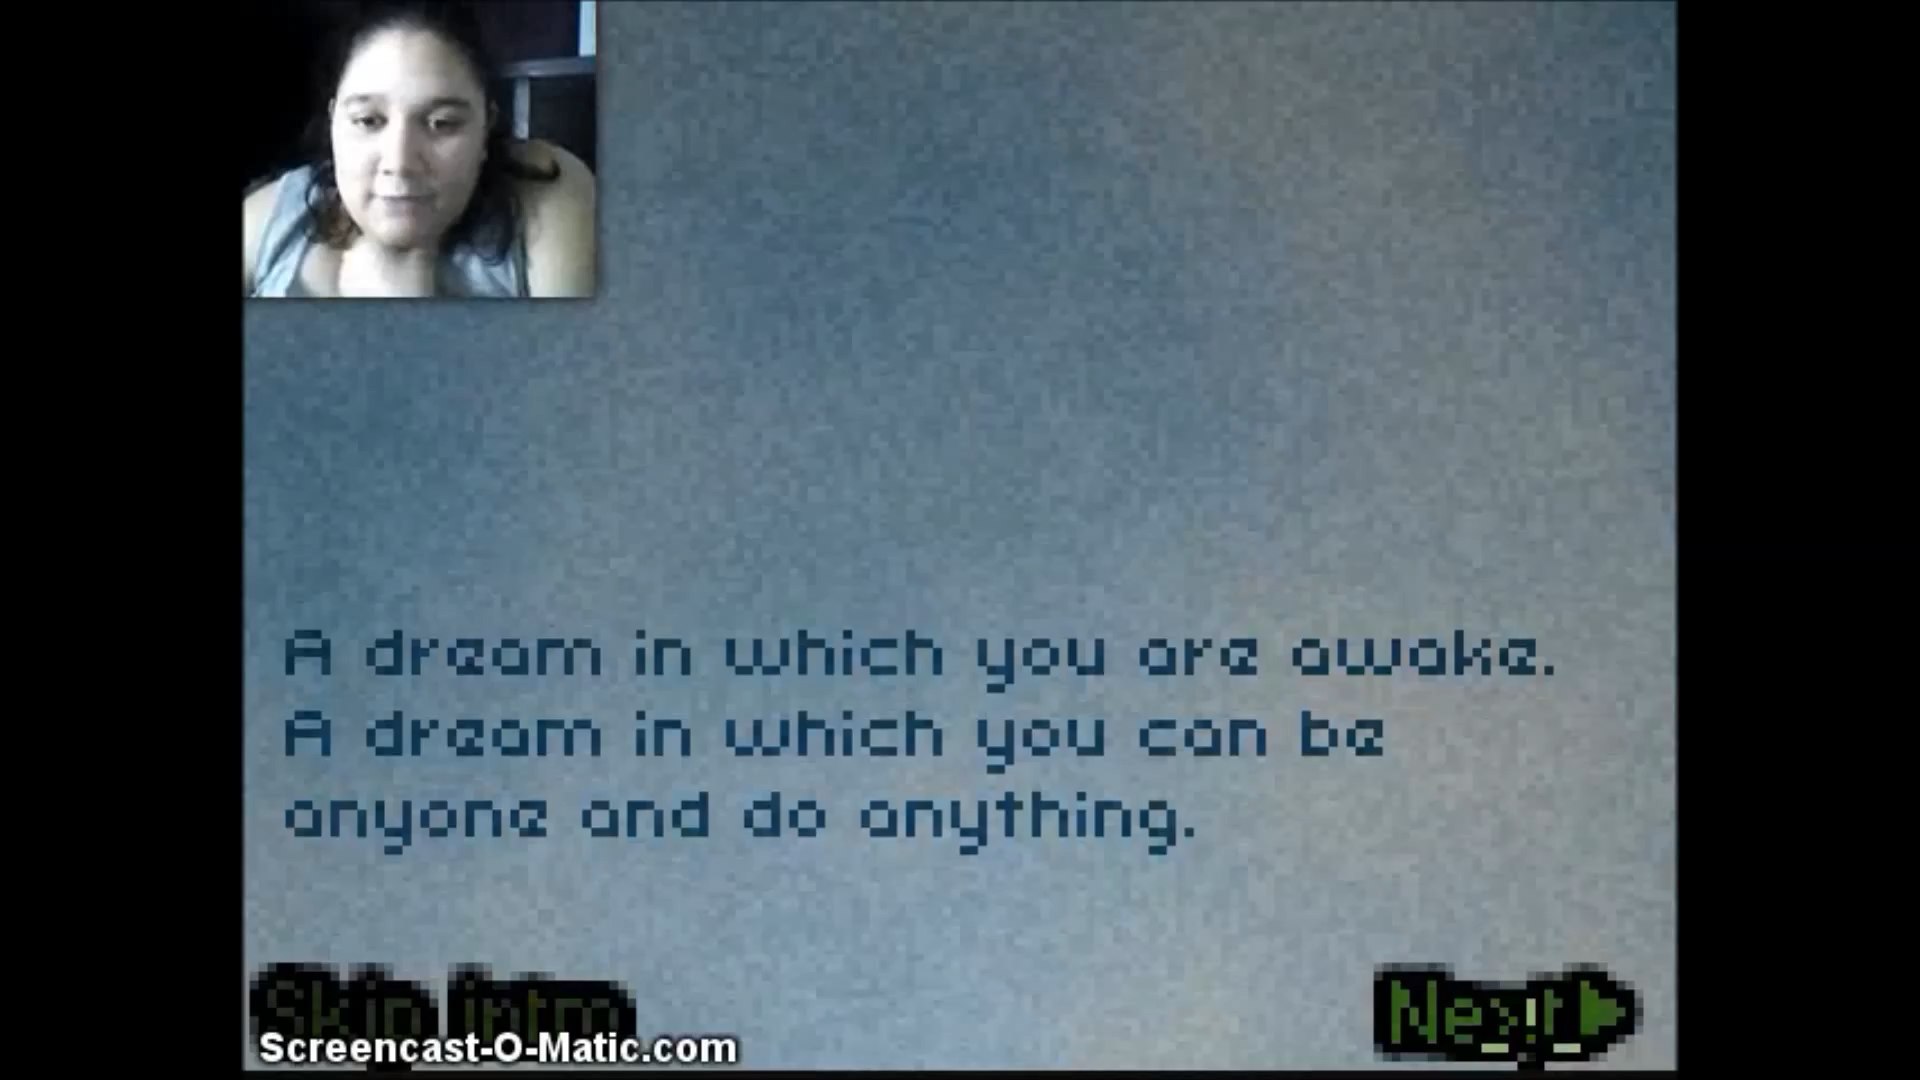 A dream in which you are awake.
A dream in which you can be
anyone and do anything.
Skip intro
Next
Screencast-O-Matic.com